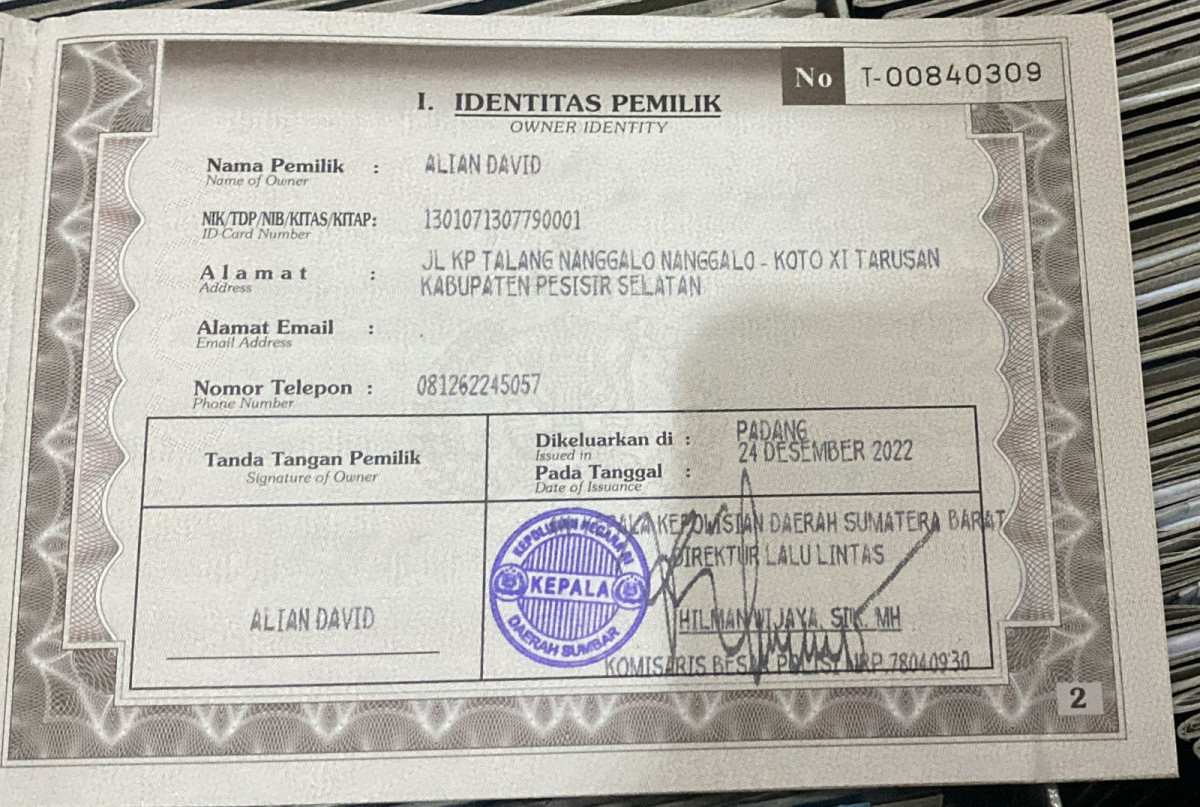 No T-00840309
I. IDENTITAS PEMILIK
OWNER IDENTITY
Nama Pemilik : ALIAN DAVID
Name of Owner
NIK/TDP/NIB/KITAS/KITAP: 1301071307790001
ID Card Number
JL KP TALANG NANGGALO NANGGALO - KOTO XI TARUSAN
Alamat :
Address
KABUPATEN PESISIR SELATAN
Alamat Email : .
Email Address
Nomor Telepon : 081262245057
Phone Number
Tanda Tangan Pemilik
Signature of Owner
Dikeluarkan di : PADANG
Issued in
24 DESEMBER 2022
Pada Tanggal :
Date of Issuance
KEPOLISIAN DAERAH SUMATERA BARAT
DIREKTUR LALU LINTAS
KEPOLISIAN NEGARA RI
KEPALA
DAERAH SUMBAR
ALIAN DAVID
HILMAN WIJAYA, SIK. MH
KOMISARIS BESAR POLISI NRP 78040930
2